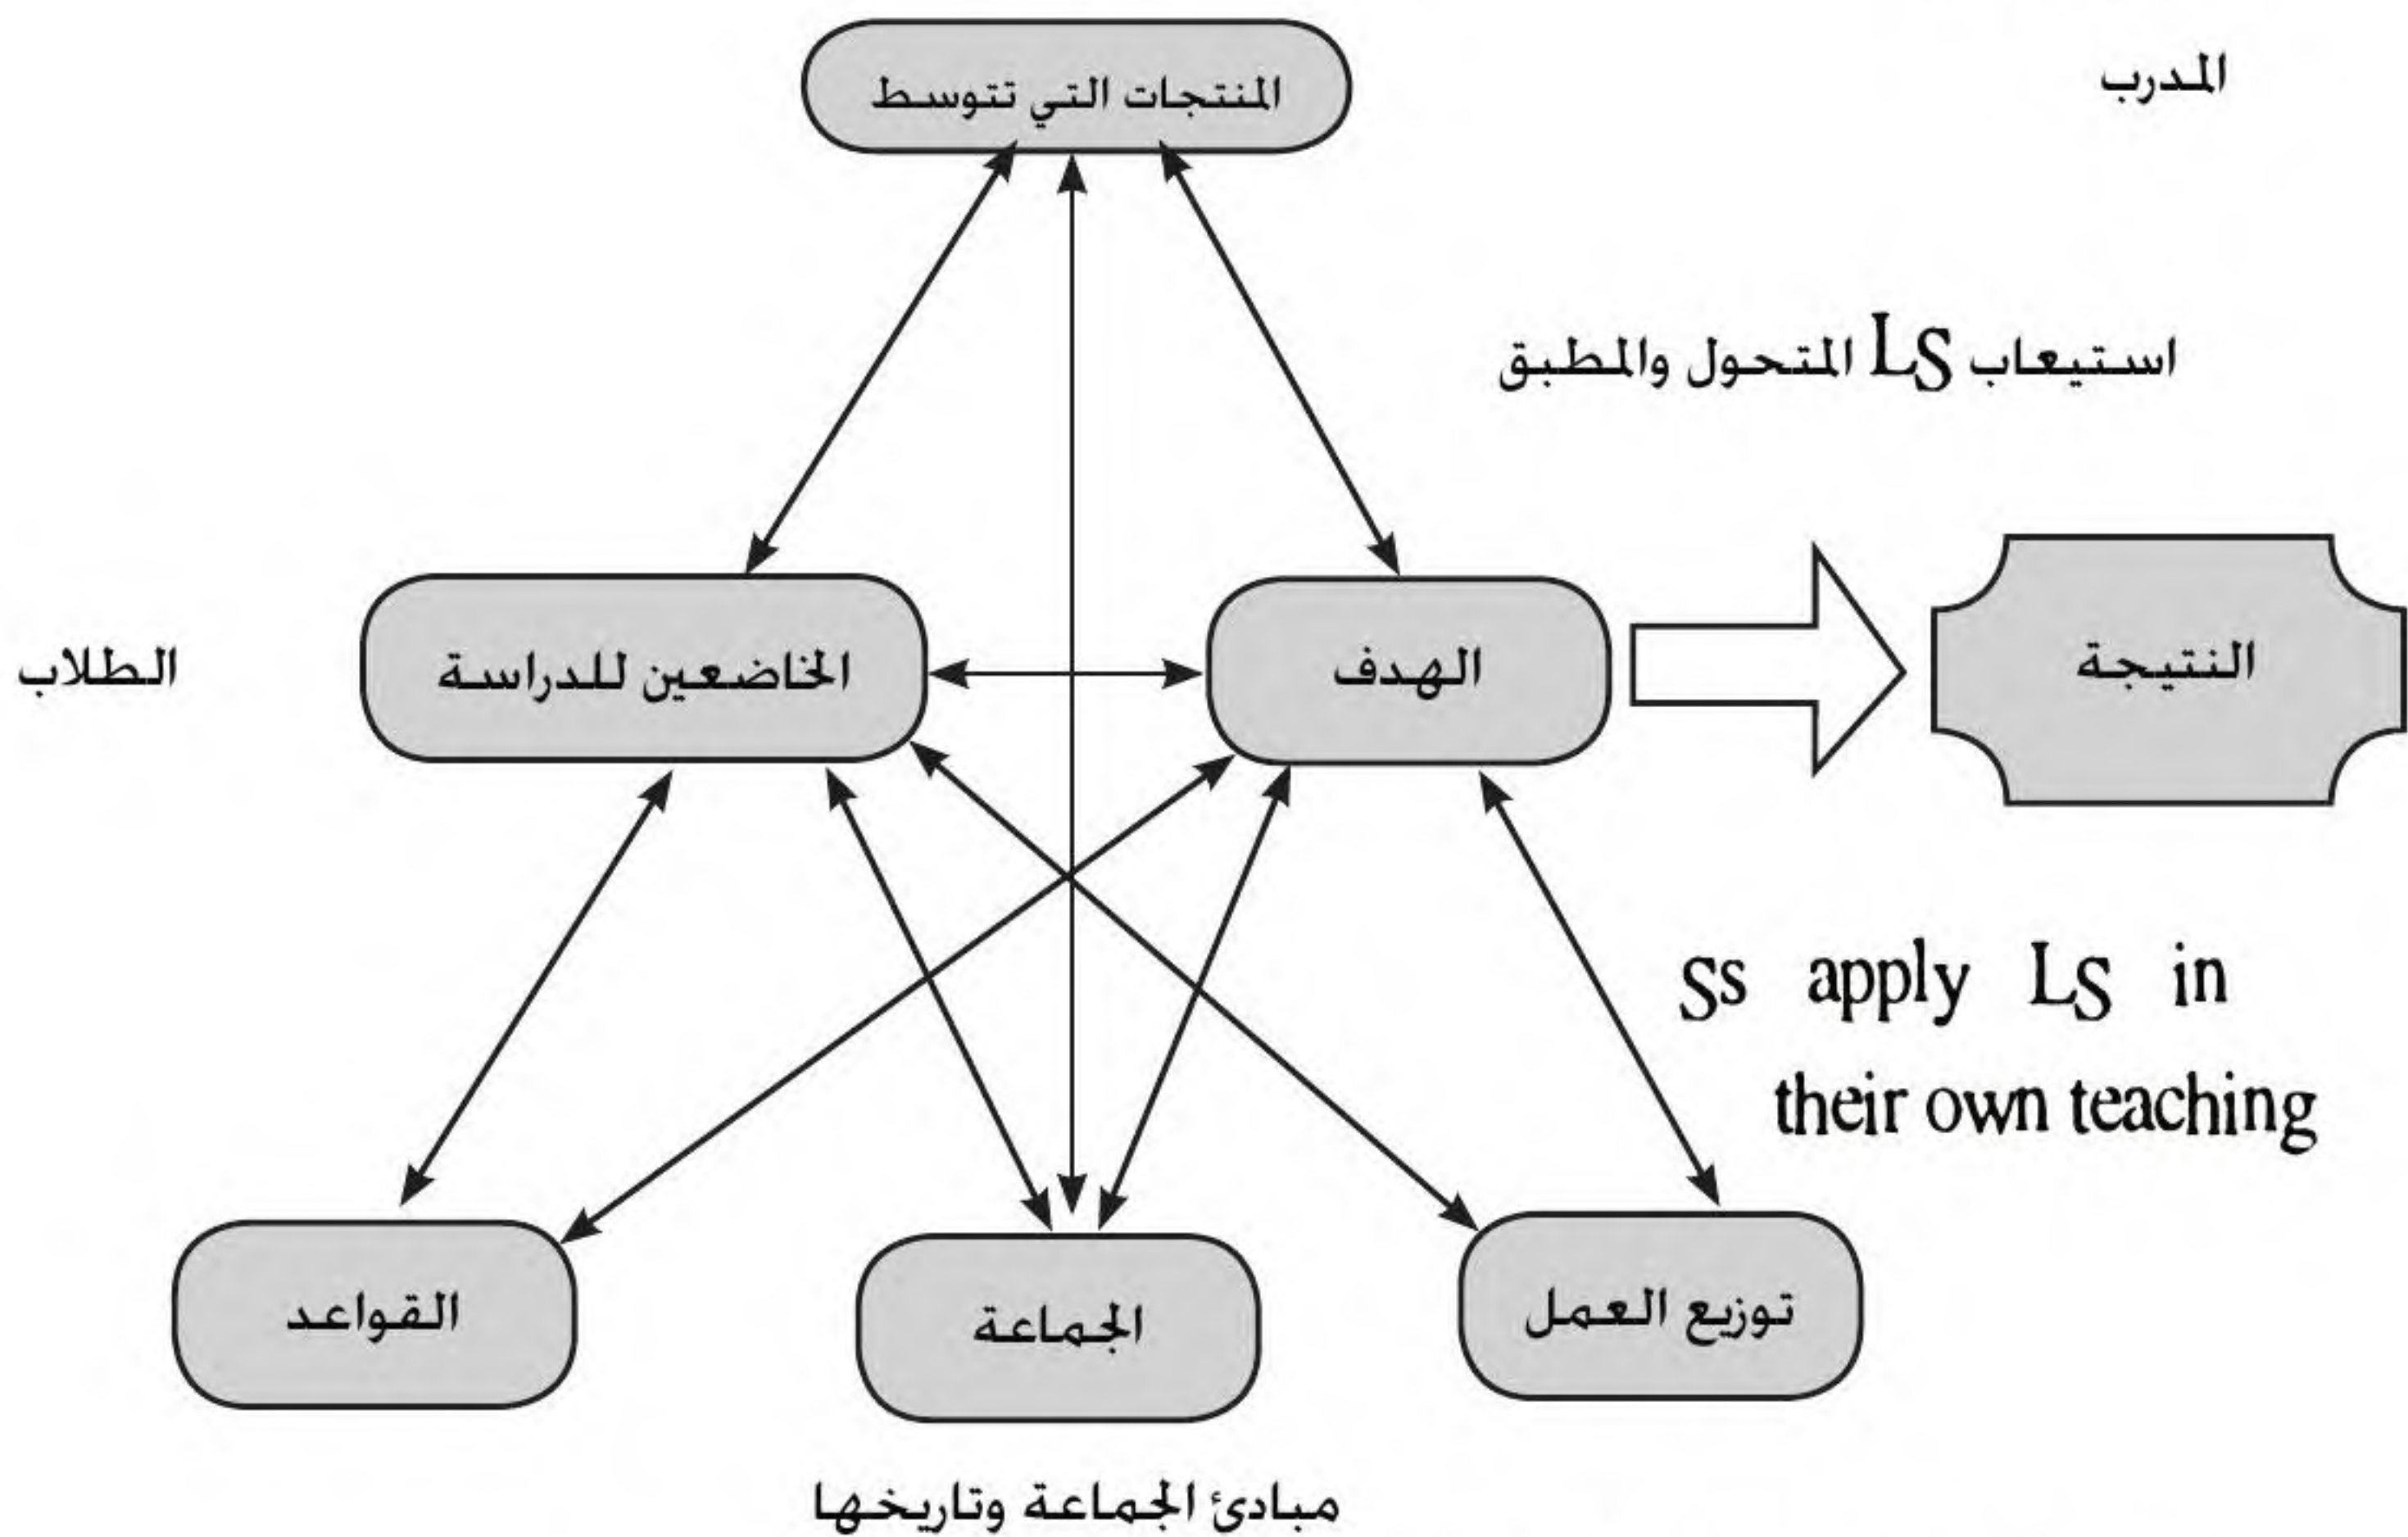 المدرب
المنتجات التي تتوسط
استيعاب LS المتحول والمطبق
الطلاب
الخاضعين للدراسة
الهدف
النتيجة
Ss apply LS in
their own teaching
القواعد
الجماعة
توزيع العمل
مبادئ الجماعة وتاريخها